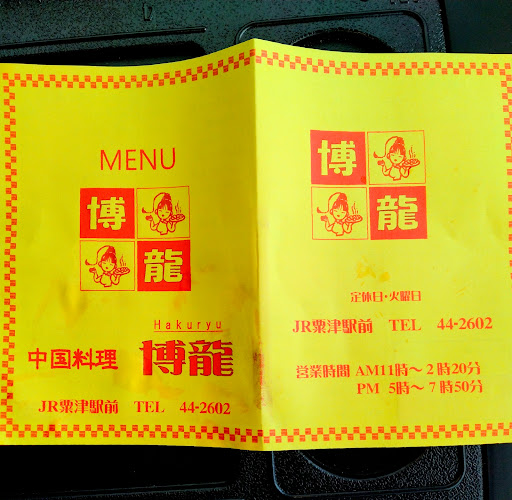 MENU
博
龍
Hakuryu
中国料理 博龍
JR粟津駅前 TEL 44-2602
博
龍
定休日・火曜日
JR粟津駅前 TEL 44-2602
営業時間 AM11時〜2時20分
PM 5時〜7時50分